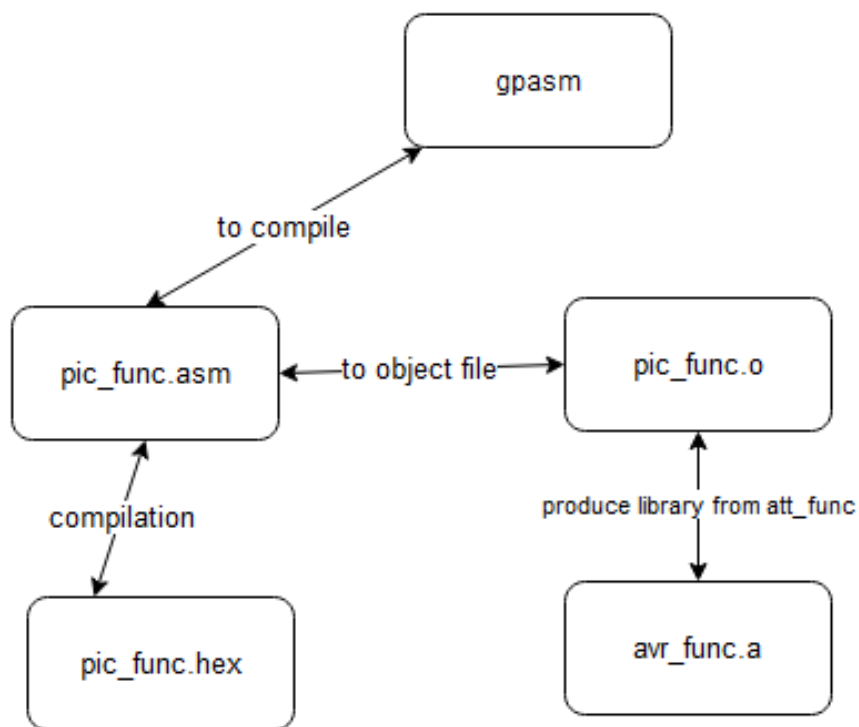 gpasm
to compile
pic_func.asm
to object file
pic_func.o
compilation
produce library from att_func
pic_func.hex
avr_func.a